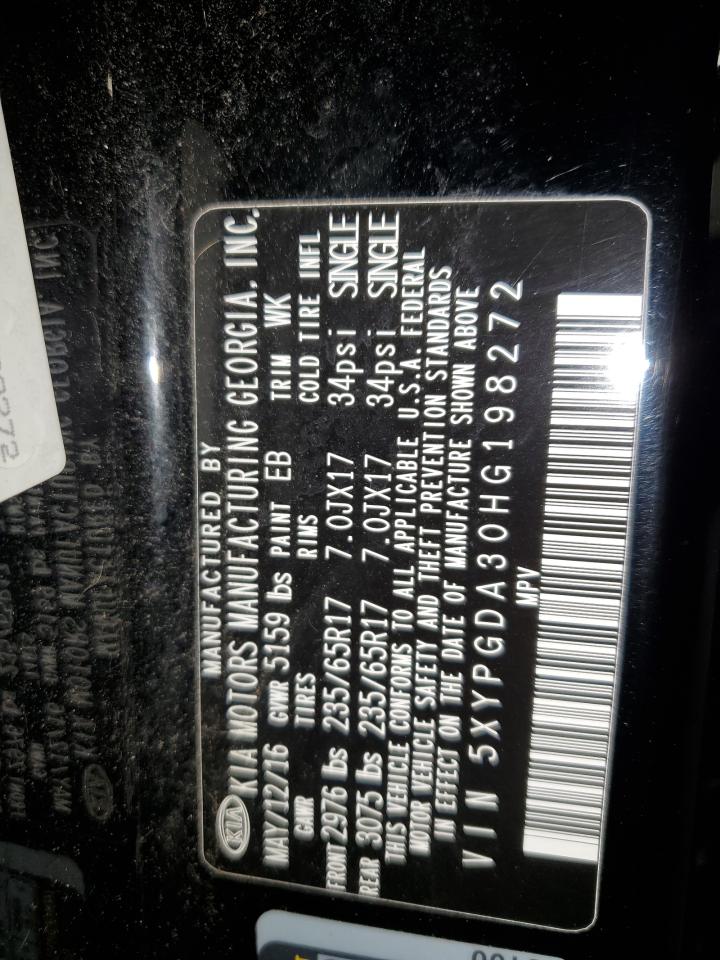 MANUFACTURED BY
KIA KIA MOTORS MANUFACTURING GEORGIA, INC.
MAY/12/16 GVWR 5159 lbs PAINT EB TRIM WK
GAWR TIRES RIMS COLD TIRE INFL
FRONT 2976 lbs 235/65R17 7.0JX17 34psi SINGLE
REAR 3075 lbs 235/65R17 7.0JX17 34psi SINGLE
THIS VEHICLE CONFORMS TO ALL APPLICABLE U.S.A. FEDERAL
MOTOR VEHICLE SAFETY AND THEFT PREVENTION STANDARDS
IN EFFECT ON THE DATE OF MANUFACTURE SHOWN ABOVE
VIN 5XYPGDA30HG198272
MPV